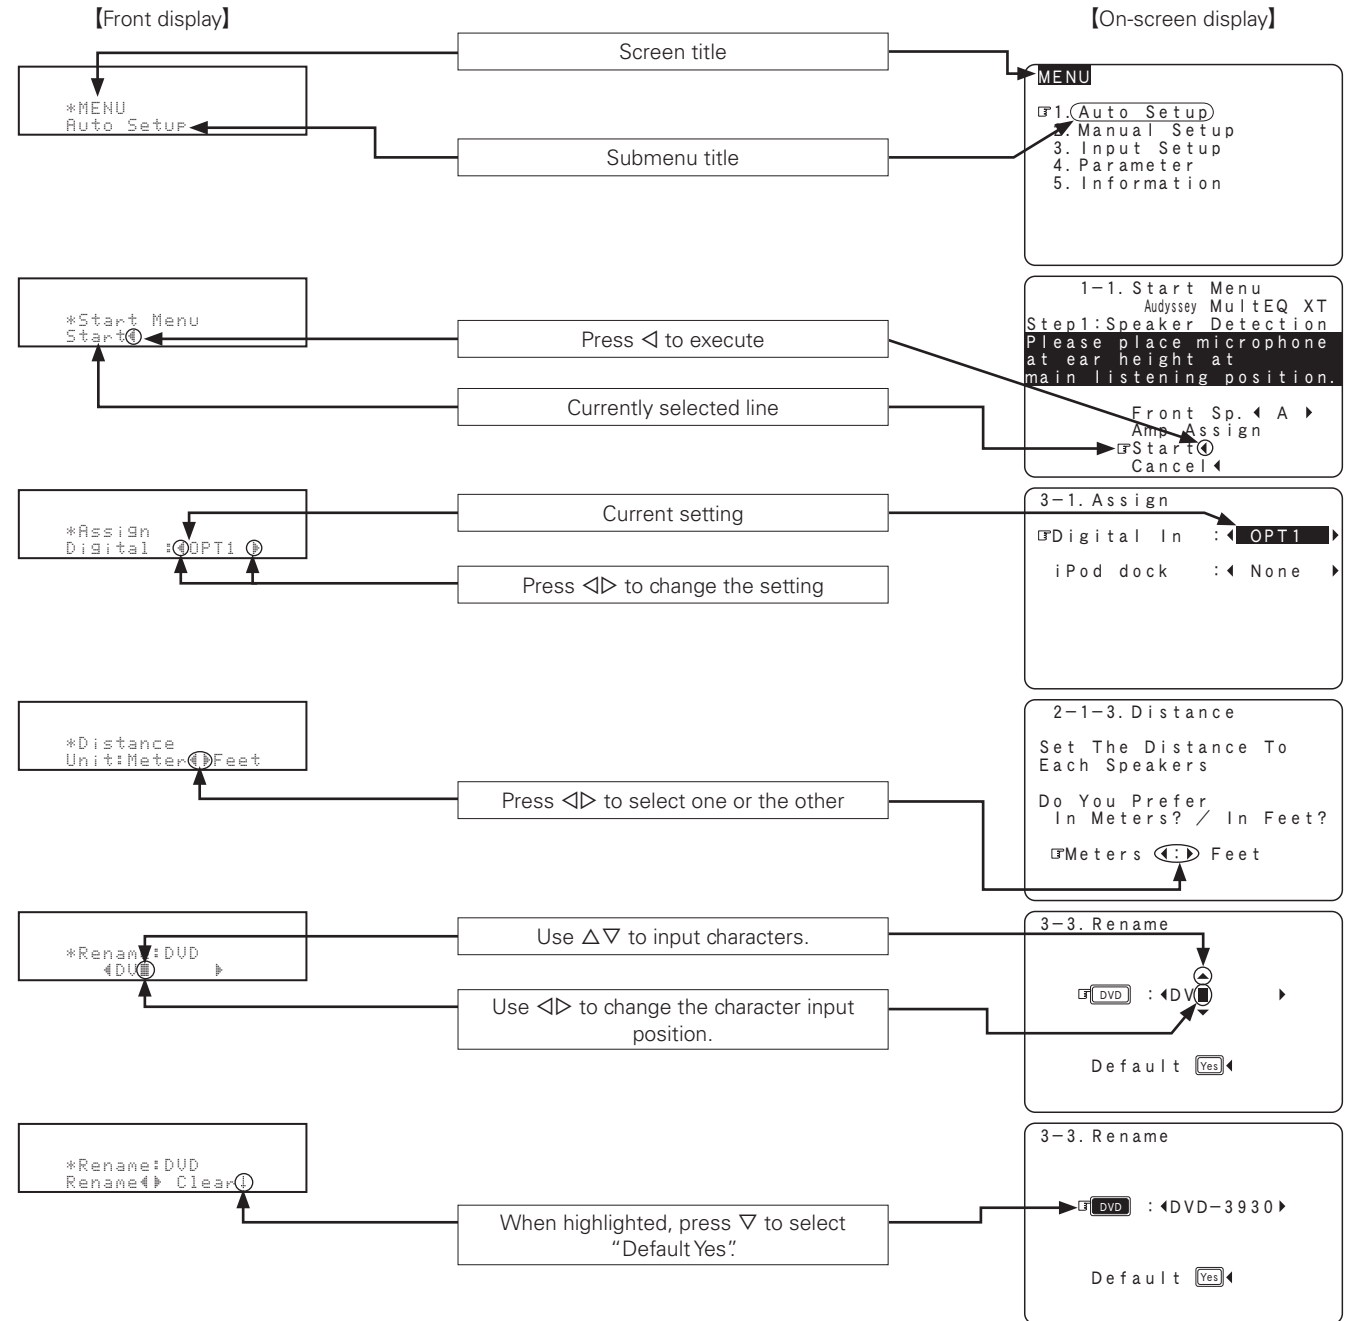 【Front display】
【On-screen display】
Screen title
*MENU
Auto Setup
Submenu title
MENU
☞1. Auto Setup
2. Manual Setup
3. Input Setup
4. Parameter
5. Information
*Start Menu
Start◀
Press ◁ to execute
Currently selected line
1-1. Start Menu
Audyssey MultEQ XT
Step1:Speaker Detection
Please place microphone
at ear height at
main listening position.
Front Sp.◀ A ▶
Amp Assign
☞Start◀
Cancel◀
*Assign
Digital :◀OPT1 ▶
Current setting
Press ◁▷ to change the setting
3-1. Assign
☞Digital In :◀ OPT1 ▶
iPod dock :◀ None ▶
*Distance
Unit:Meter◀▶Feet
Press ◁▷ to select one or the other
2-1-3. Distance
Set The Distance To
Each Speakers
Do You Prefer
In Meters? / In Feet?
☞Meters ◀:▶ Feet
*Rename:DVD
◀DV■ ▶
Use △▽ to input characters.
Use ◁▷ to change the character input
position.
3-3. Rename
☞DVD :◀DV■ ▶
Default Yes◀
*Rename:DVD
Rename◀▶ Clear↓
When highlighted, press ▽ to select
“Default Yes”.
3-3. Rename
☞DVD :◀DVD-3930▶
Default Yes◀